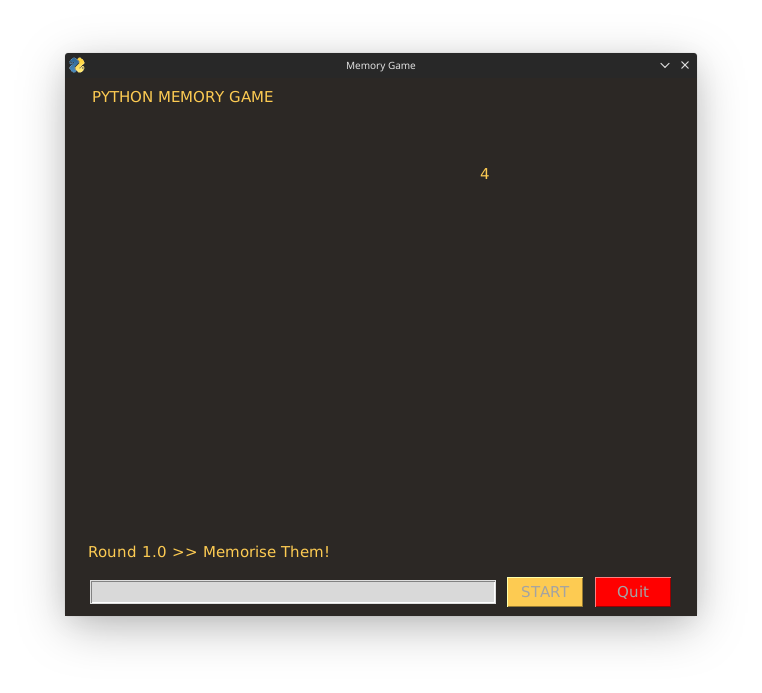 Memory Game
PYTHON MEMORY GAME
4
Round 1.0 >> Memorise Them!
START Quit